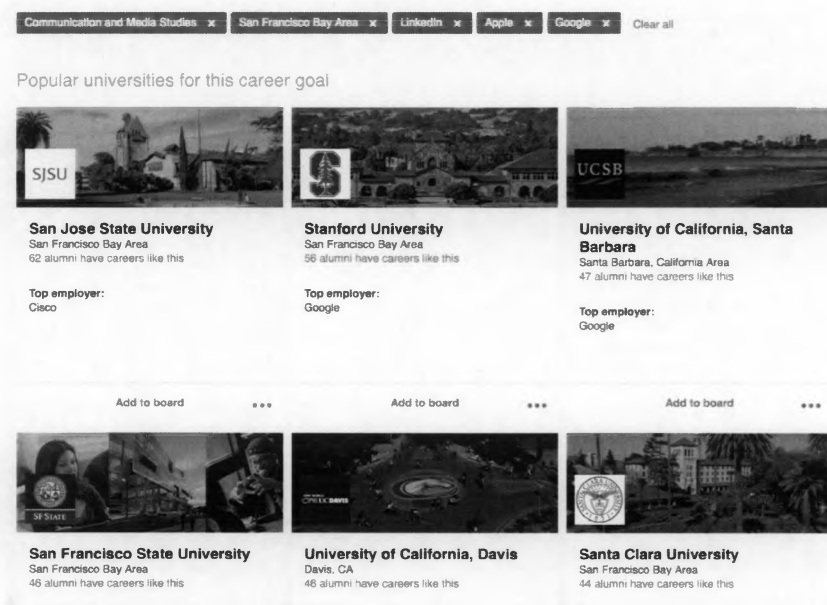 Communication and Media Studies x San Francisco Bay Area x LinkedIn x Apple x Google x Clear all
Popular universities for this career goal
SJSU
S
UCSB
San Jose State University
San Francisco Bay Area
62 alumni have careers like this
Top employer:
Cisco
Stanford University
San Francisco Bay Area
56 alumni have careers like this
Top employer:
Google
University of California, Santa
Barbara
Santa Barbara, California Area
47 alumni have careers like this
Top employer:
Google
Add to board
Add to board
Add to board
SF STATE
San Francisco State University
San Francisco Bay Area
46 alumni have careers like this
University of California, Davis
Davis, CA
46 alumni have careers like this
Santa Clara University
San Francisco Bay Area
44 alumni have careers like this